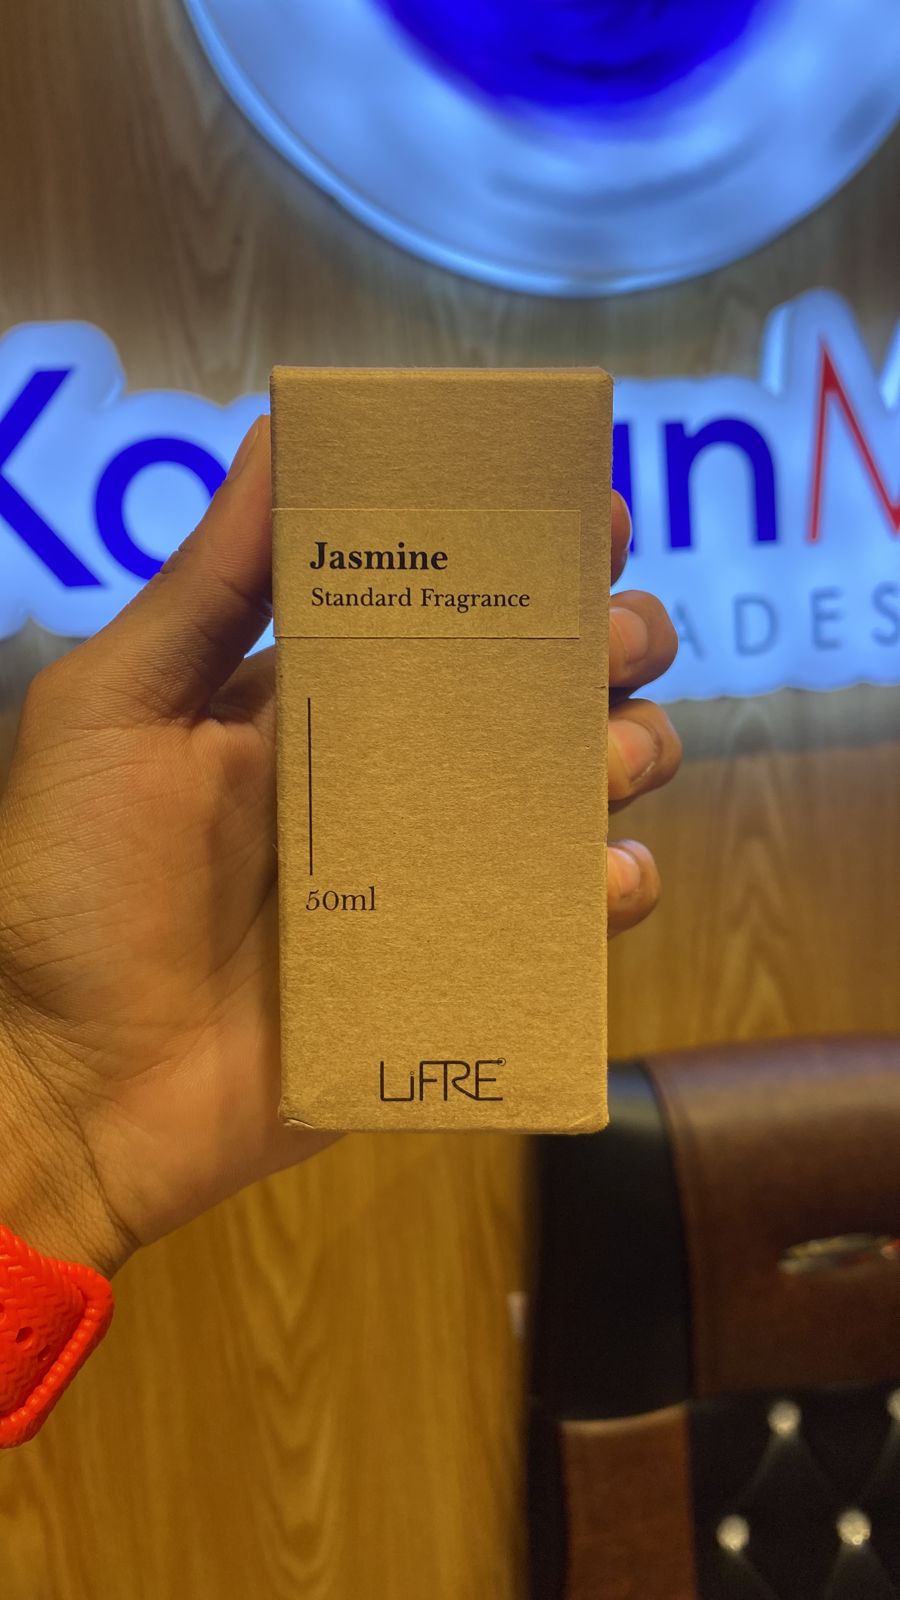 Jasmine
Standard Fragrance
50ml
LiFRE